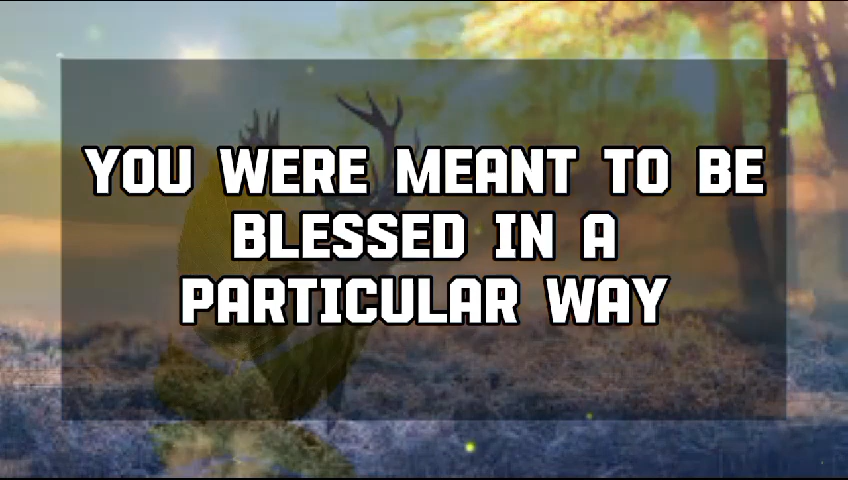 YOU WERE MEANT TO BE
BLESSED IN A
PARTICULAR WAY